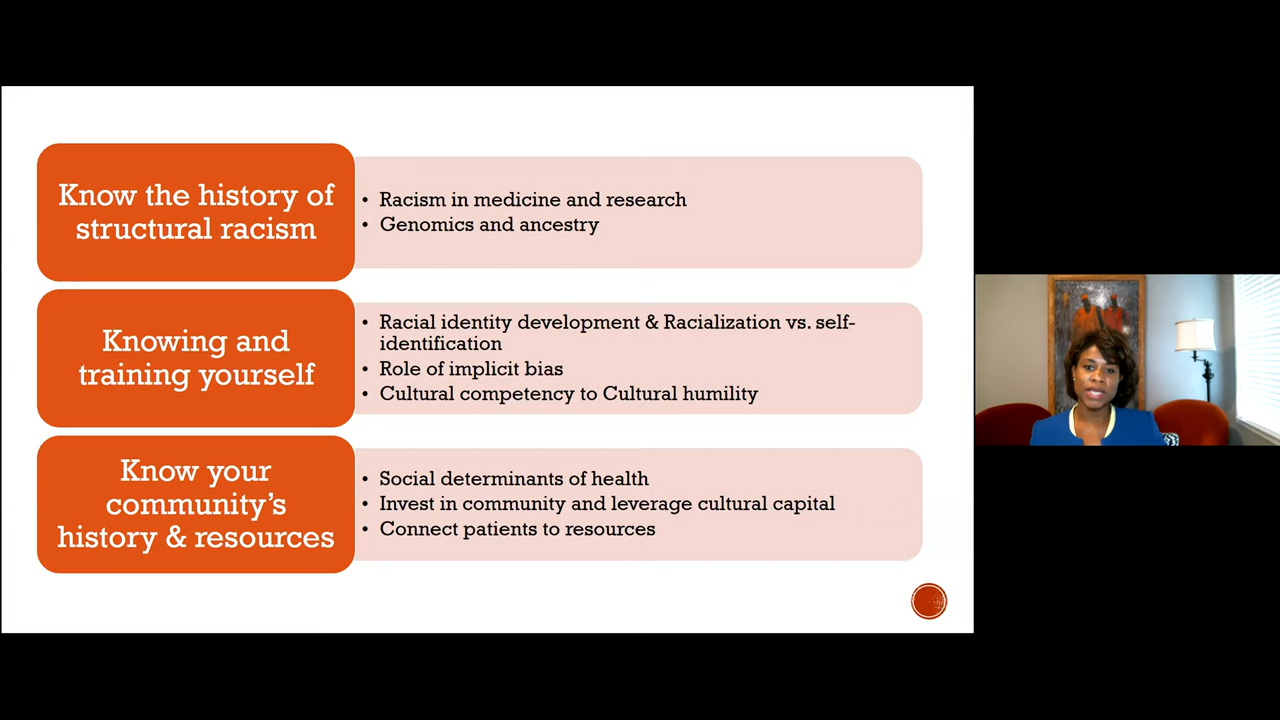 Know the history of
structural racism
• Racism in medicine and research
• Genomics and ancestry
Knowing and
training yourself
• Racial identity development & Racialization vs. self-
identification
• Role of implicit bias
• Cultural competency to Cultural humility
Know your
community’s
history & resources
• Social determinants of health
• Invest in community and leverage cultural capital
• Connect patients to resources